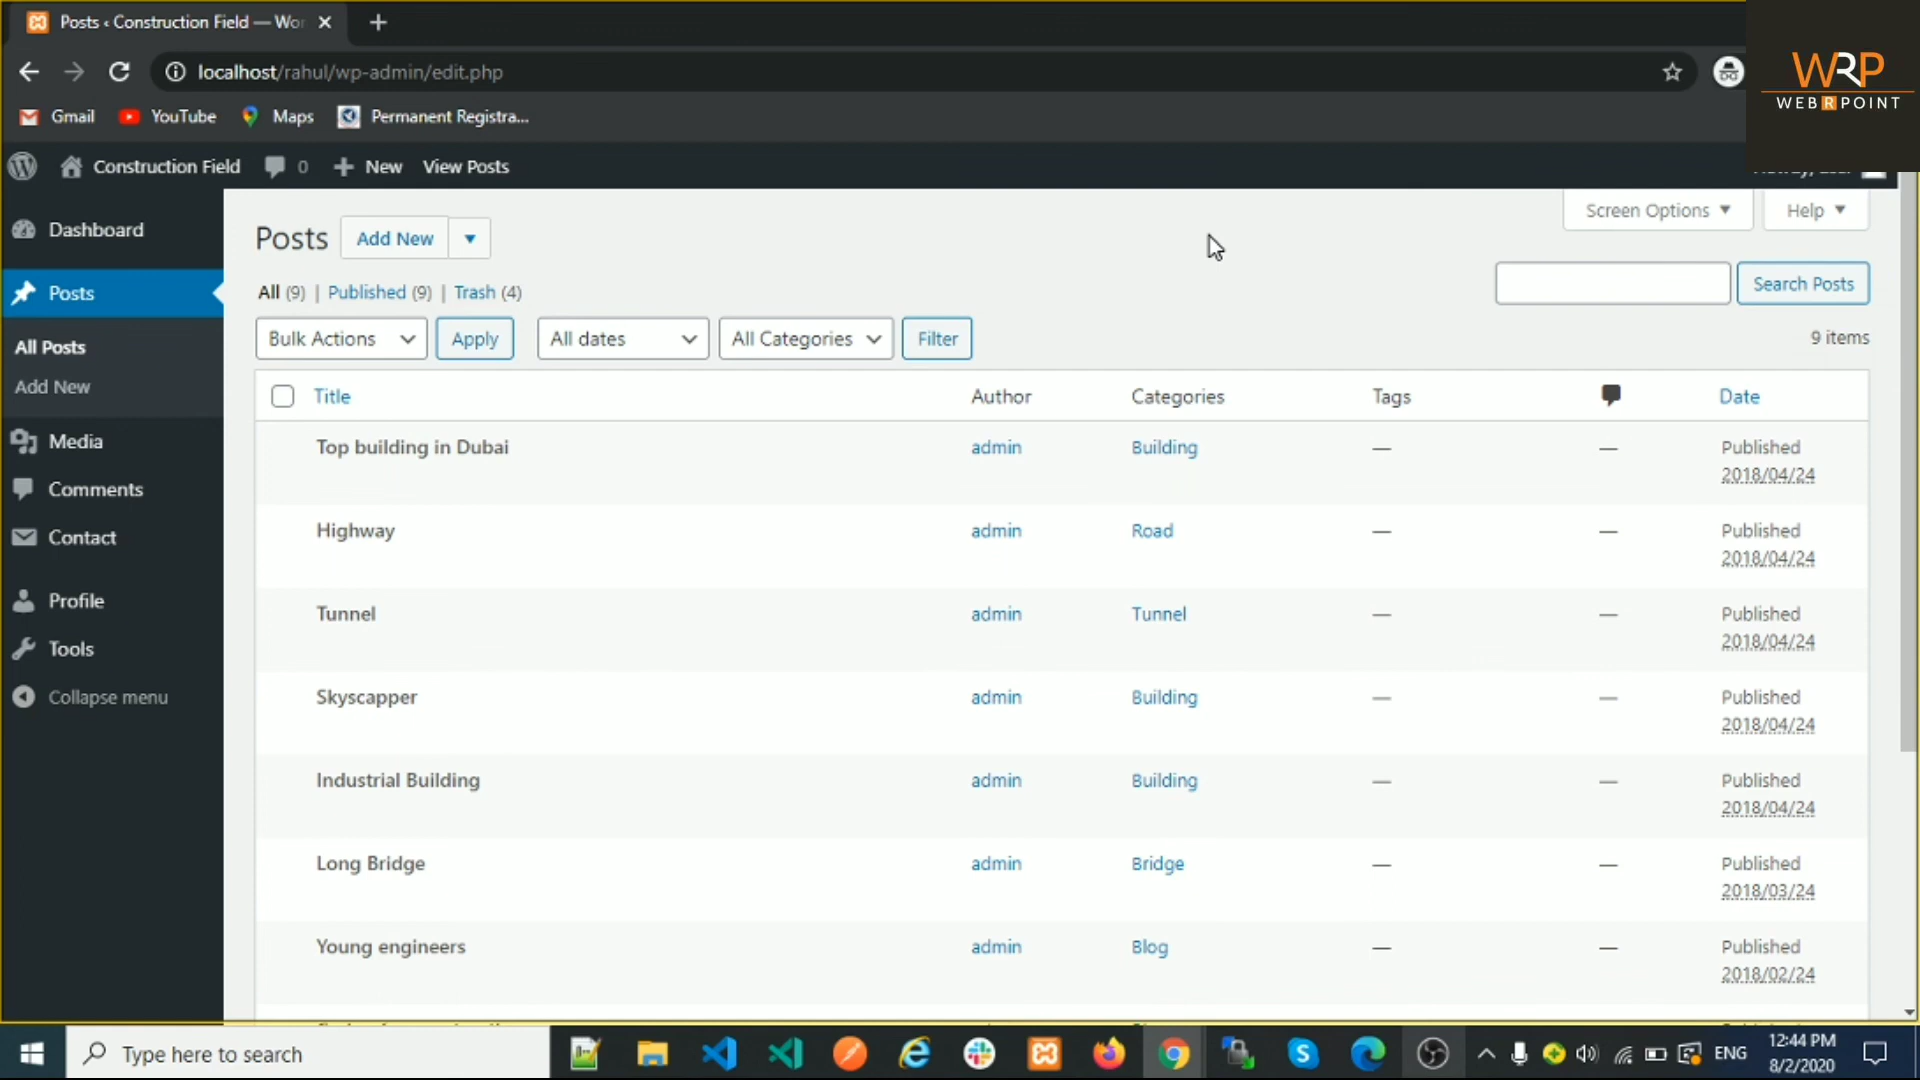 Posts ‹ Construction Field — Wor
localhost/rahul/wp-admin/edit.php
WRP
WEBRPOINT
Gmail YouTube Maps Permanent Registra...
Construction Field 0 New View Posts
Dashboard
Posts
All Posts
Add New
Media
Comments
Contact
Profile
Tools
Collapse menu
Screen Options Help
Posts Add New
All (9) | Published (9) | Trash (4)
Search Posts
Bulk Actions Apply All dates All Categories Filter 9 items
Title Author Categories Tags Date
Top building in Dubai admin Building — — Published
2018/04/24
Highway admin Road — — Published
2018/04/24
Tunnel admin Tunnel — — Published
2018/04/24
Skyscapper admin Building — — Published
2018/04/24
Industrial Building admin Building — — Published
2018/04/24
Long Bridge admin Bridge — — Published
2018/03/24
Young engineers admin Blog — — Published
2018/02/24
Type here to search
ENG
12:44 PM
8/2/2020